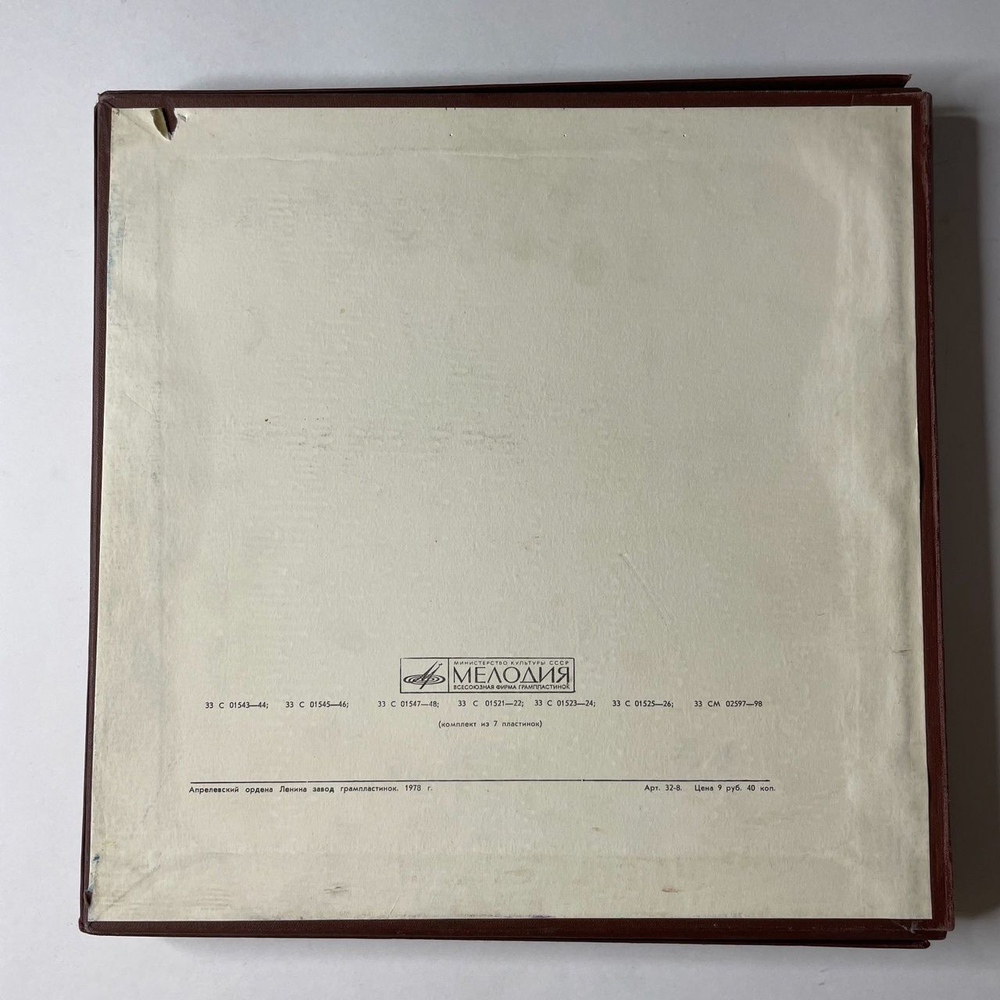 МИНИСТЕРСТВО КУЛЬТУРЫ СССР
МЕЛОДИЯ
ВСЕСОЮЗНАЯ ФИРМА ГРАМПЛАСТИНОК
33 С 01543—44; 33 С 01545—46; 33 С 01547—48; 33 С 01521—22; 33 С 01523—24; 33 С 01525—26; 33 СМ 02597—98
(комплект из 7 пластинок)
Апрелевский ордена Ленина завод грампластинок. 1978 г. Арт. 32-8. Цена 9 руб. 40 коп.